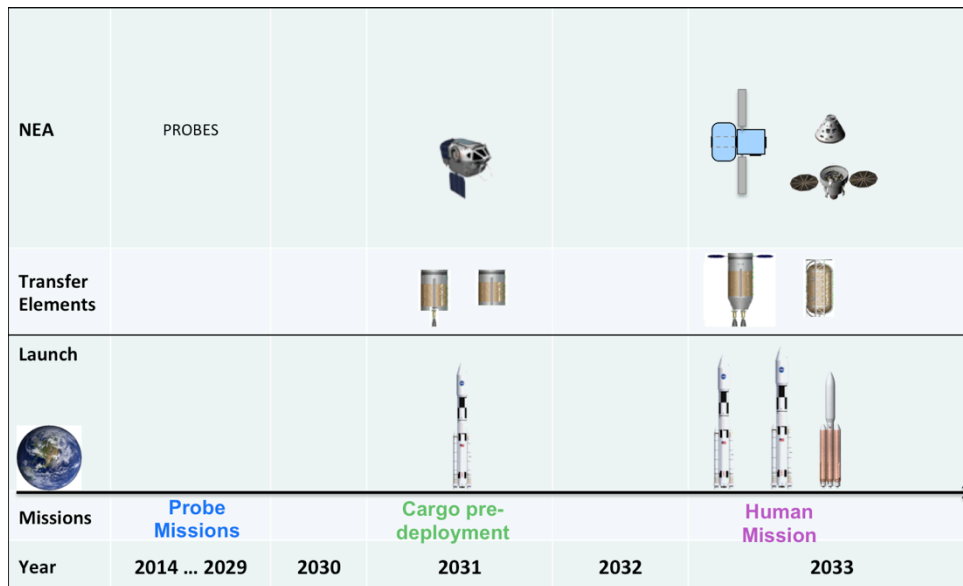 NEA
PROBES
Transfer
Elements
Launch
Missions
Probe
Missions
Cargo pre-
deployment
Human
Mission
Year
2014 ... 2029
2030
2031
2032
2033